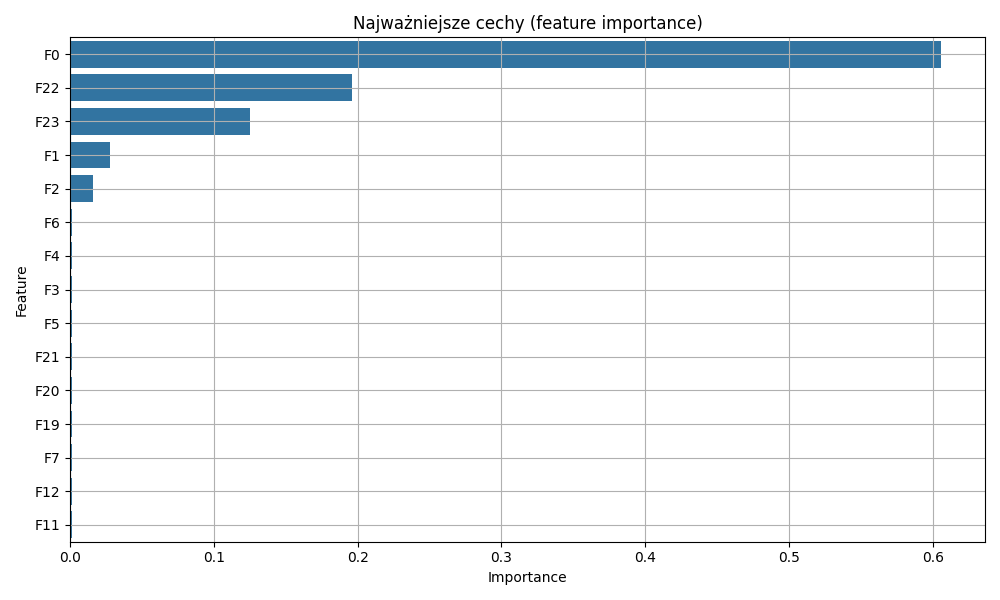 Najważniejsze cechy (feature importance)
F0
F22
F23
F1
F2
F6
F4
F3
F5
F21
F20
F19
F7
F12
F11
Feature
0.0 0.1 0.2 0.3 0.4 0.5 0.6
Importance